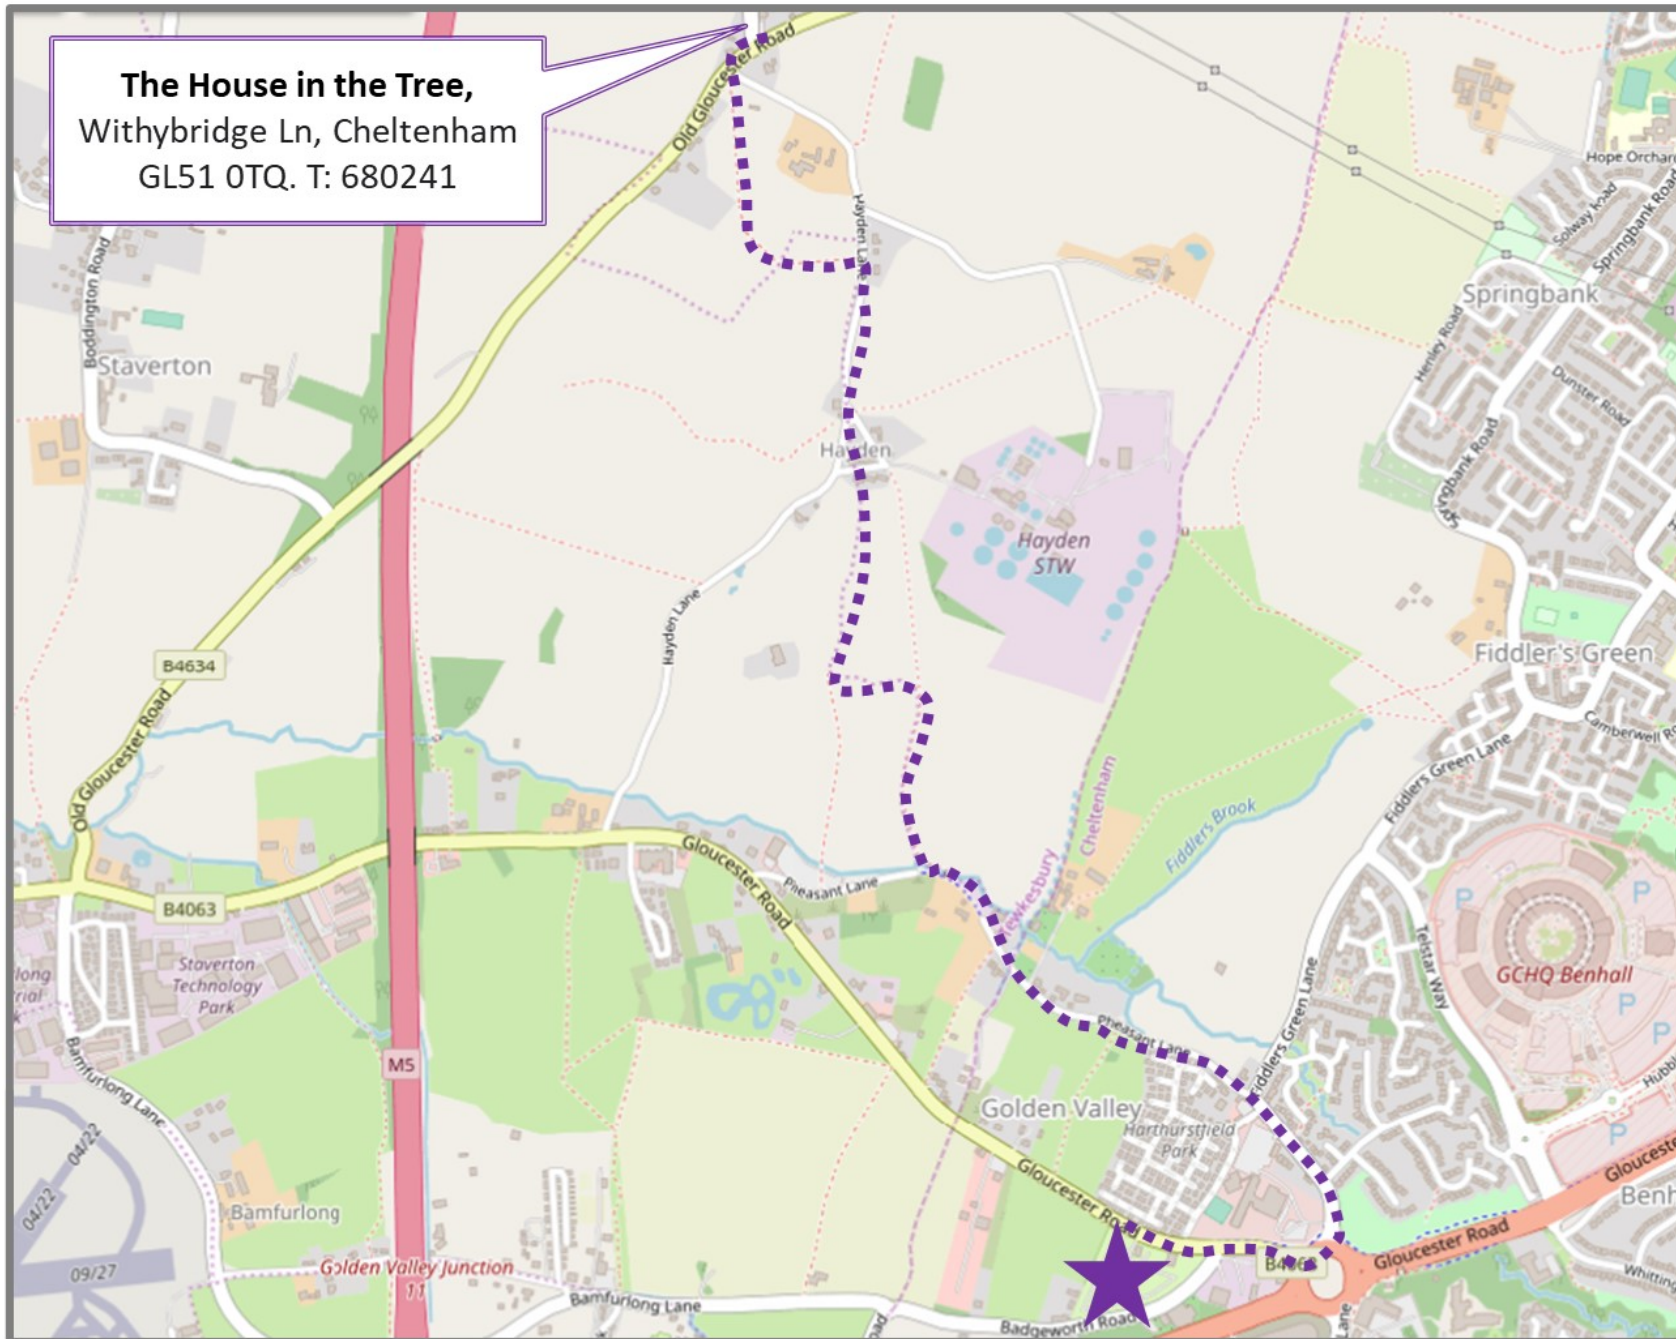 The House in the Tree,
Withybridge Ln, Cheltenham
GL51 0TQ. T: 680241
Old Gloucester Road
Hope Orchard
Solway Road
Springbank Road
Hayden Lane
Springbank
Henley Road
Boddington Road
Staverton
Dunster Road
Hayden
Springbank Road
Hayden
STW
Hayden Lane
B4634
Fiddler's Green
Camberwell
Old Gloucester Road
Fiddlers Green Lane
Cheltenham
Fiddlers Brook
Gloucester Road
Pheasant Lane
Tewkesbury
B4063
P
P
Staverton
Technology
Park
Telstar Way
GCHQ Benhall
P
P
Pheasant Lane
Fiddlers Green Lane
M5
Bamfurlong Lane
Golden Valley
Harthurstfield
Park
P
04/22
04/22
Gloucester Road
Gloucester
Benh
Bamfurlong
Gloucester Road
B4063
Golden Valley Junction
11
09/27
Bamfurlong Lane
Badgeworth Road
Whitting
Lane